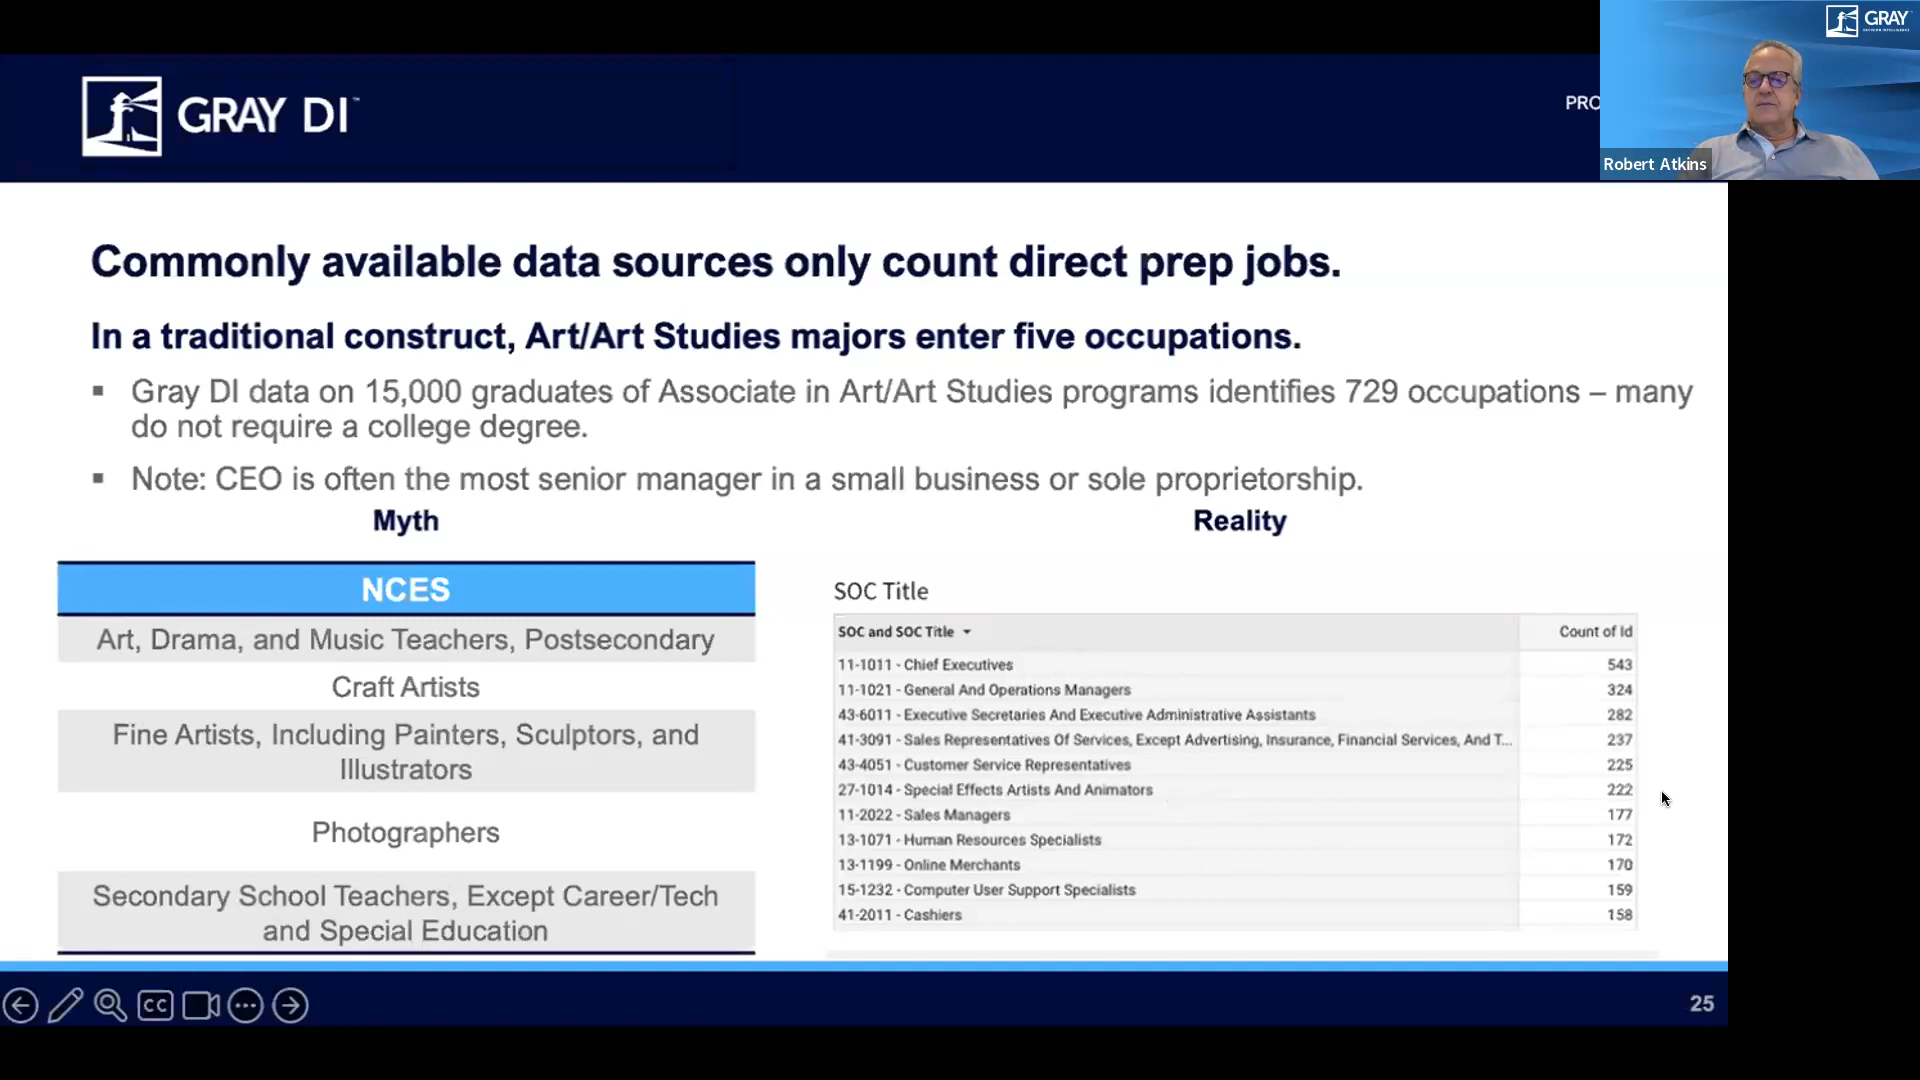 GRAY DI™
PRO
GRAY
Robert Atkins
Commonly available data sources only count direct prep jobs.
In a traditional construct, Art/Art Studies majors enter five occupations.
▪ Gray DI data on 15,000 graduates of Associate in Art/Art Studies programs identifies 729 occupations – many
do not require a college degree.
▪ Note: CEO is often the most senior manager in a small business or sole proprietorship.
Myth
NCES
Art, Drama, and Music Teachers, Postsecondary
Craft Artists
Fine Artists, Including Painters, Sculptors, and
Illustrators
Photographers
Secondary School Teachers, Except Career/Tech
and Special Education
Reality
SOC Title
SOC and SOC Title Count of Id
11-1011 - Chief Executives 543
11-1021 - General And Operations Managers 324
43-6011 - Executive Secretaries And Executive Administrative Assistants 282
41-3091 - Sales Representatives Of Services, Except Advertising, Insurance, Financial Services, And T... 237
43-4051 - Customer Service Representatives 225
27-1014 - Special Effects Artists And Animators 222
11-2022 - Sales Managers 177
13-1071 - Human Resources Specialists 172
13-1199 - Online Merchants 170
15-1232 - Computer User Support Specialists 159
41-2011 - Cashiers 158
CC
25